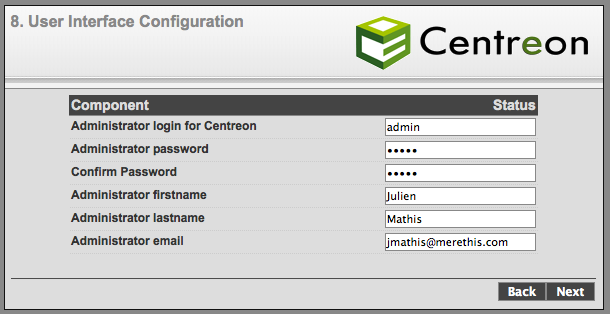 8. User Interface Configuration
Centreon
Component Status
Administrator login for Centreon admin
Administrator password •••••
Confirm Password •••••
Administrator firstname Julien
Administrator lastname Mathis
Administrator email jmathis@merethis.com
Back Next